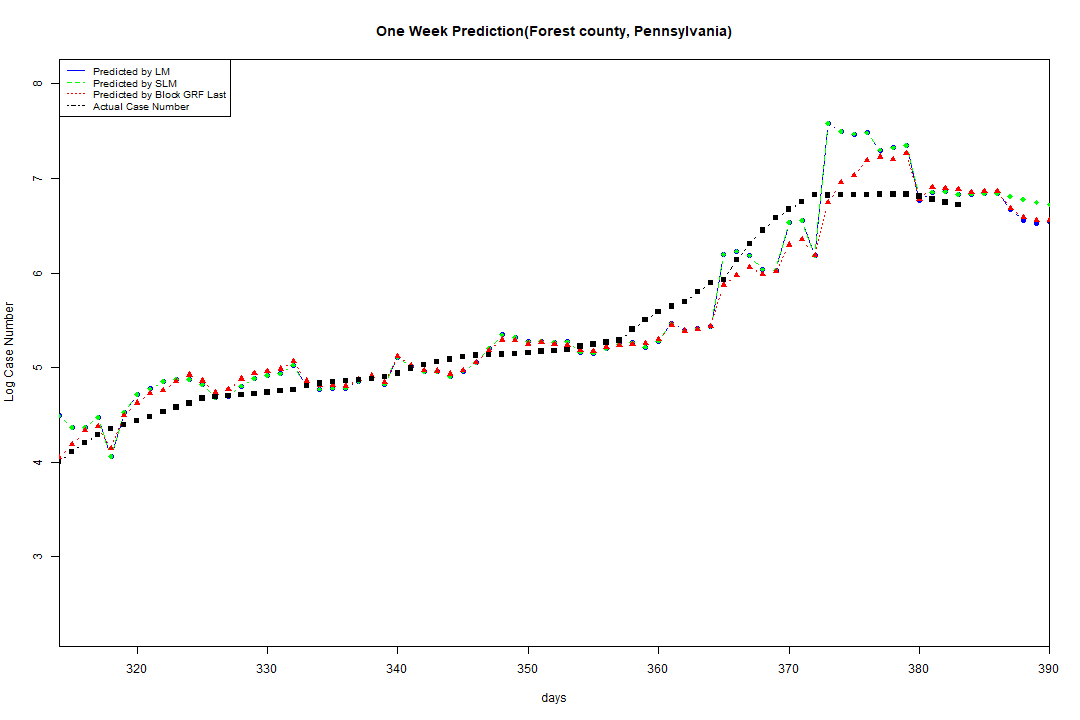 One Week Prediction(Forest county, Pennsylvania)
Predicted by LM
Predicted by SLM
Predicted by Block GRF Last
Actual Case Number
8
7
6
5
4
3
Log Case Number
320 330 340 350 360 370 380 390
days